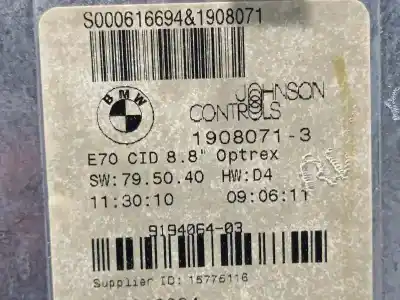 S000616694&1908071
BMW
JOHNSON
CONTROLS
1908071-3
E70 CID 8.8" Optrex
SW:79.50.40 HW:D4
11:30:10 09:06:11
9194064-03
Supplier ID: 15776116